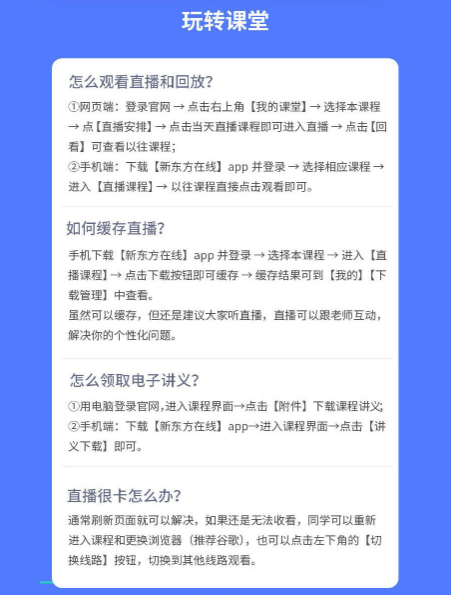 玩转课堂
怎么观看直播和回放?
①网页端：登录官网 → 点击右上角【我的课堂】→ 选择本课程
→ 点【直播安排】→ 点击当天直播课程即可进入直播 → 点击【回
看】可查看以往课程；
②手机端：下载【新东方在线】app 并登录 → 选择相应课程 →
进入【直播课程】→ 以往课程直接点击观看即可。
如何缓存直播?
手机下载【新东方在线】app 并登录 → 选择本课程 → 进入【直
播课程】→ 点击下载按钮即可缓存 → 缓存结果可到【我的】【下
载管理】中查看。
虽然可以缓存，但还是建议大家听直播，直播可以跟老师互动，
解决你的个性化问题。
怎么领取电子讲义?
①用电脑登录官网，进入课程界面→点击【附件】下载课程讲义；
②手机端：下载【新东方在线】app→进入课程界面→点击【讲
义下载】即可。
直播很卡怎么办?
通常刷新页面就可以解决，如果还是无法收看，同学可以重新
进入课程和更换浏览器（推荐谷歌），也可以点击左下角的【切
换线路】按钮，切换到其他线路观看。